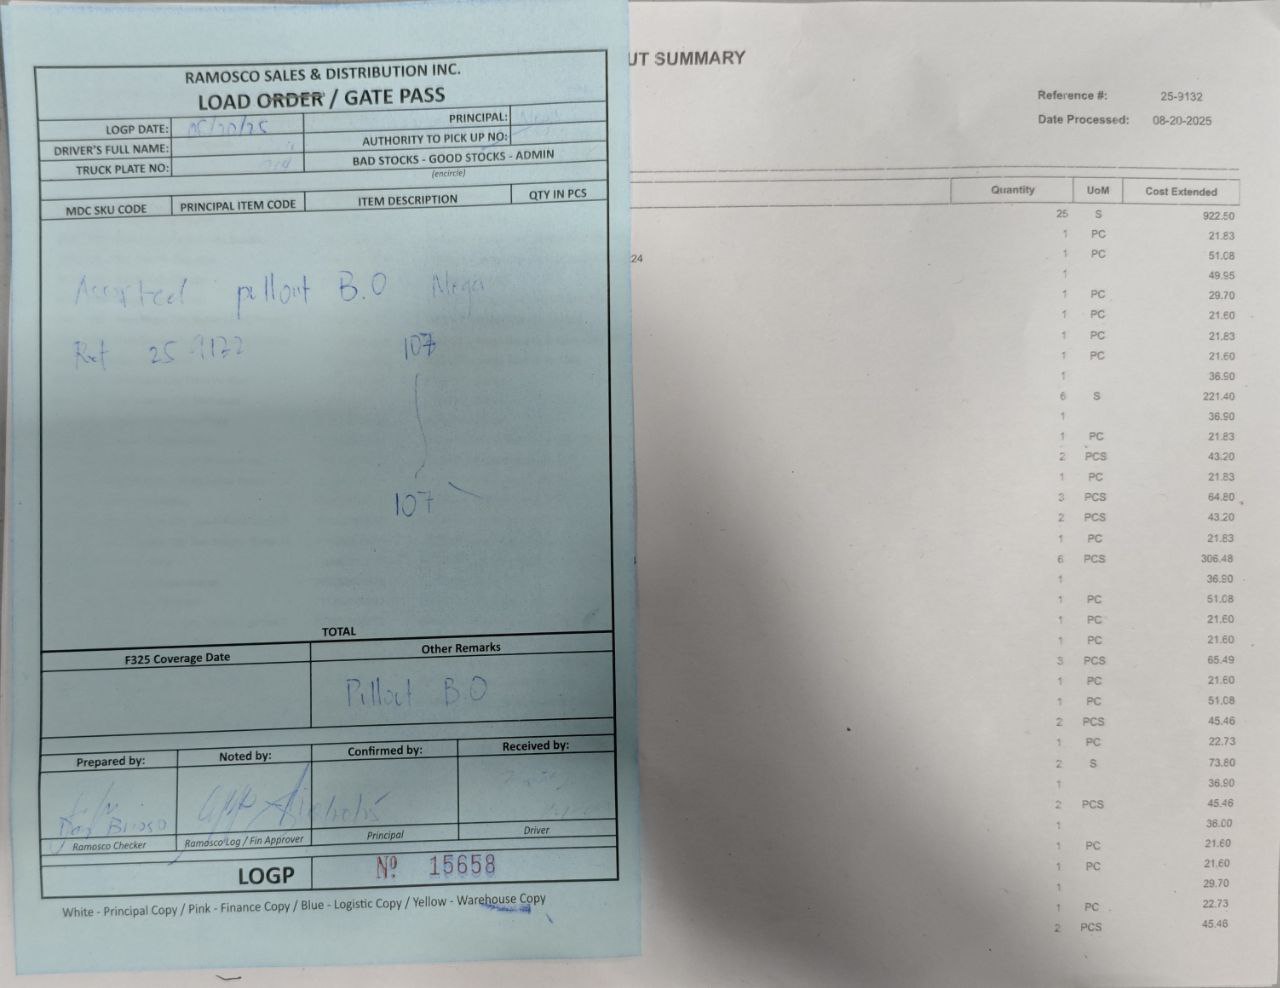 RAMOSCO SALES & DISTRIBUTION INC.
LOAD ORDER / GATE PASS
LOGP DATE: 08/20/25
PRINCIPAL: Mega
DRIVER'S FULL NAME:
AUTHORITY TO PICK UP NO:
TRUCK PLATE NO:
BAD STOCKS - GOOD STOCKS - ADMIN
(encircle)
MDC SKU CODE PRINCIPAL ITEM CODE ITEM DESCRIPTION QTY IN PCS
Assorted pullout B.O Mega
Ref 25 9132 107
107
TOTAL
F325 Coverage Date Other Remarks
Pullout B O
Prepared by: Noted by: Confirmed by: Received by:
Ramosco Checker Ramosco Log / Fin Approver Principal Driver
LOGP Nº 15658
White - Principal Copy / Pink - Finance Copy / Blue - Logistic Copy / Yellow - Warehouse Copy
UT SUMMARY
Reference #: 25-9132
Date Processed: 08-20-2025
Quantity UoM Cost Extended
25 S 922.50
1 PC 21.83
24 1 PC 51.08
1 49.95
1 PC 29.70
1 PC 21.60
1 PC 21.83
1 PC 21.60
1 36.90
6 S 221.40
1 36.90
1 PC 21.83
2 PCS 43.20
1 PC 21.83
3 PCS 64.80
2 PCS 43.20
1 PC 21.83
6 PCS 306.48
1 36.90
1 PC 51.08
1 PC 21.60
1 PC 21.60
3 PCS 65.49
1 PC 21.60
1 PC 51.08
2 PCS 45.46
1 PC 22.73
2 S 73.80
1 36.90
2 PCS 45.46
1 36.00
1 PC 21.60
1 PC 21.60
1 29.70
1 PC 22.73
2 PCS 45.46